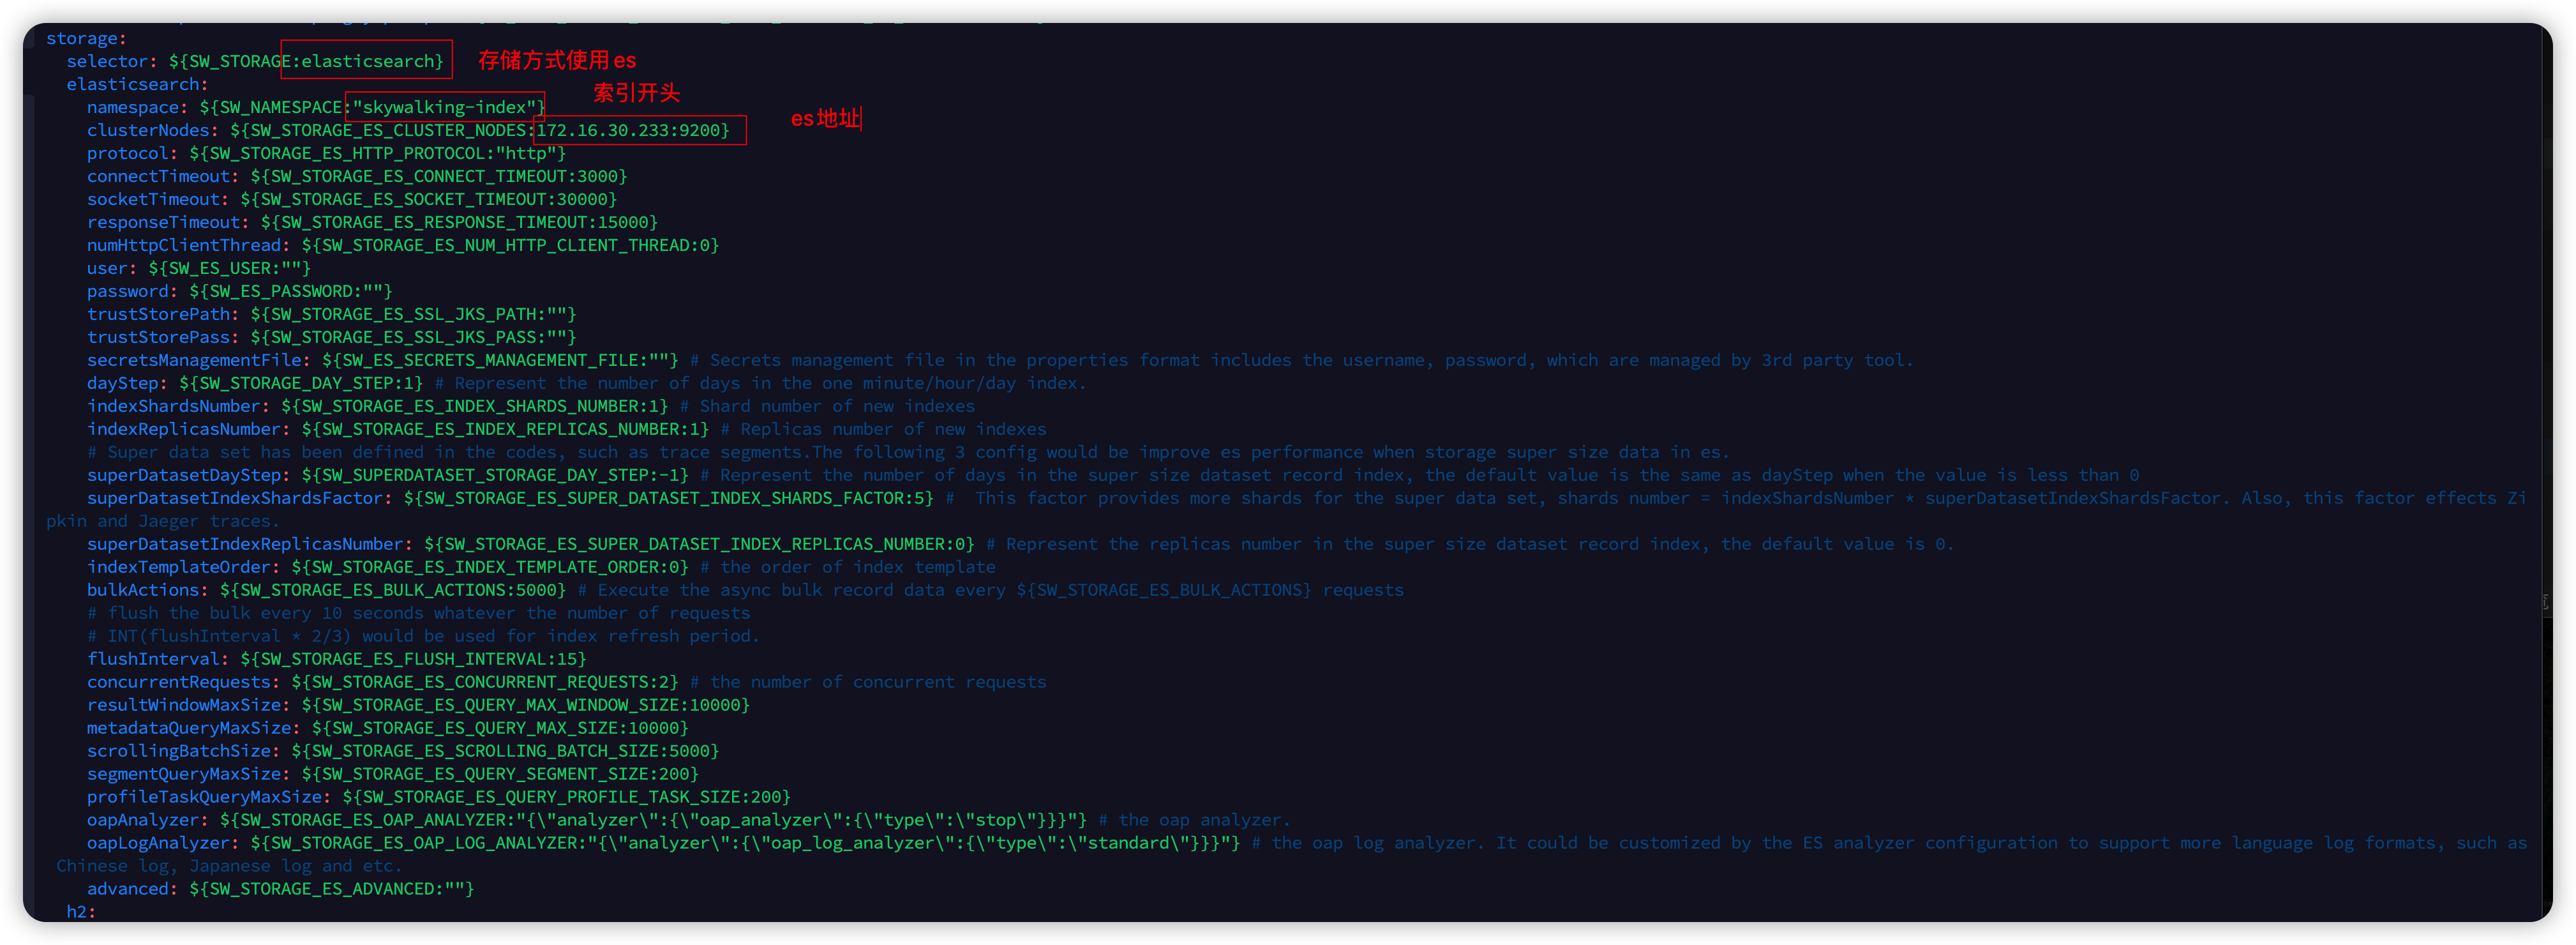 storage:
selector: ${SW_STORAGE:elasticsearch} 存储方式使用es
elasticsearch:
索引开头
namespace: ${SW_NAMESPACE:"skywalking-index"}
es地址
clusterNodes: ${SW_STORAGE_ES_CLUSTER_NODES:172.16.30.233:9200}
protocol: ${SW_STORAGE_ES_HTTP_PROTOCOL:"http"}
connectTimeout: ${SW_STORAGE_ES_CONNECT_TIMEOUT:3000}
socketTimeout: ${SW_STORAGE_ES_SOCKET_TIMEOUT:30000}
responseTimeout: ${SW_STORAGE_ES_RESPONSE_TIMEOUT:15000}
numHttpClientThread: ${SW_STORAGE_ES_NUM_HTTP_CLIENT_THREAD:0}
user: ${SW_ES_USER:""}
password: ${SW_ES_PASSWORD:""}
trustStorePath: ${SW_STORAGE_ES_SSL_JKS_PATH:""}
trustStorePass: ${SW_STORAGE_ES_SSL_JKS_PASS:""}
secretsManagementFile: ${SW_ES_SECRETS_MANAGEMENT_FILE:""} # Secrets management file in the properties format includes the username, password, which are managed by 3rd party tool.
dayStep: ${SW_STORAGE_DAY_STEP:1} # Represent the number of days in the one minute/hour/day index.
indexShardsNumber: ${SW_STORAGE_ES_INDEX_SHARDS_NUMBER:1} # Shard number of new indexes
indexReplicasNumber: ${SW_STORAGE_ES_INDEX_REPLICAS_NUMBER:1} # Replicas number of new indexes
# Super data set has been defined in the codes, such as trace segments.The following 3 config would be improve es performance when storage super size data in es.
superDatasetDayStep: ${SW_SUPERDATASET_STORAGE_DAY_STEP:-1} # Represent the number of days in the super size dataset record index, the default value is the same as dayStep when the value is less than 0
superDatasetIndexShardsFactor: ${SW_STORAGE_ES_SUPER_DATASET_INDEX_SHARDS_FACTOR:5} #  This factor provides more shards for the super data set, shards number = indexShardsNumber * superDatasetIndexShardsFactor. Also, this factor effects Zi
pkin and Jaeger traces.
superDatasetIndexReplicasNumber: ${SW_STORAGE_ES_SUPER_DATASET_INDEX_REPLICAS_NUMBER:0} # Represent the replicas number in the super size dataset record index, the default value is 0.
indexTemplateOrder: ${SW_STORAGE_ES_INDEX_TEMPLATE_ORDER:0} # the order of index template
bulkActions: ${SW_STORAGE_ES_BULK_ACTIONS:5000} # Execute the async bulk record data every ${SW_STORAGE_ES_BULK_ACTIONS} requests
# flush the bulk every 10 seconds whatever the number of requests
# INT(flushInterval * 2/3) would be used for index refresh period.
flushInterval: ${SW_STORAGE_ES_FLUSH_INTERVAL:15}
concurrentRequests: ${SW_STORAGE_ES_CONCURRENT_REQUESTS:2} # the number of concurrent requests
resultWindowMaxSize: ${SW_STORAGE_ES_QUERY_MAX_WINDOW_SIZE:10000}
metadataQueryMaxSize: ${SW_STORAGE_ES_QUERY_MAX_SIZE:10000}
scrollingBatchSize: ${SW_STORAGE_ES_SCROLLING_BATCH_SIZE:5000}
segmentQueryMaxSize: ${SW_STORAGE_ES_QUERY_SEGMENT_SIZE:200}
profileTaskQueryMaxSize: ${SW_STORAGE_ES_QUERY_PROFILE_TASK_SIZE:200}
oapAnalyzer: ${SW_STORAGE_ES_OAP_ANALYZER:"{\"analyzer\":{\"oap_analyzer\":{\"type\":\"stop\"}}}"} # the oap analyzer.
oapLogAnalyzer: ${SW_STORAGE_ES_OAP_LOG_ANALYZER:"{\"analyzer\":{\"oap_log_analyzer\":{\"type\":\"standard\"}}}"} # the oap log analyzer. It could be customized by the ES analyzer configuration to support more language log formats, such as
Chinese log, Japanese log and etc.
advanced: ${SW_STORAGE_ES_ADVANCED:""}
h2: